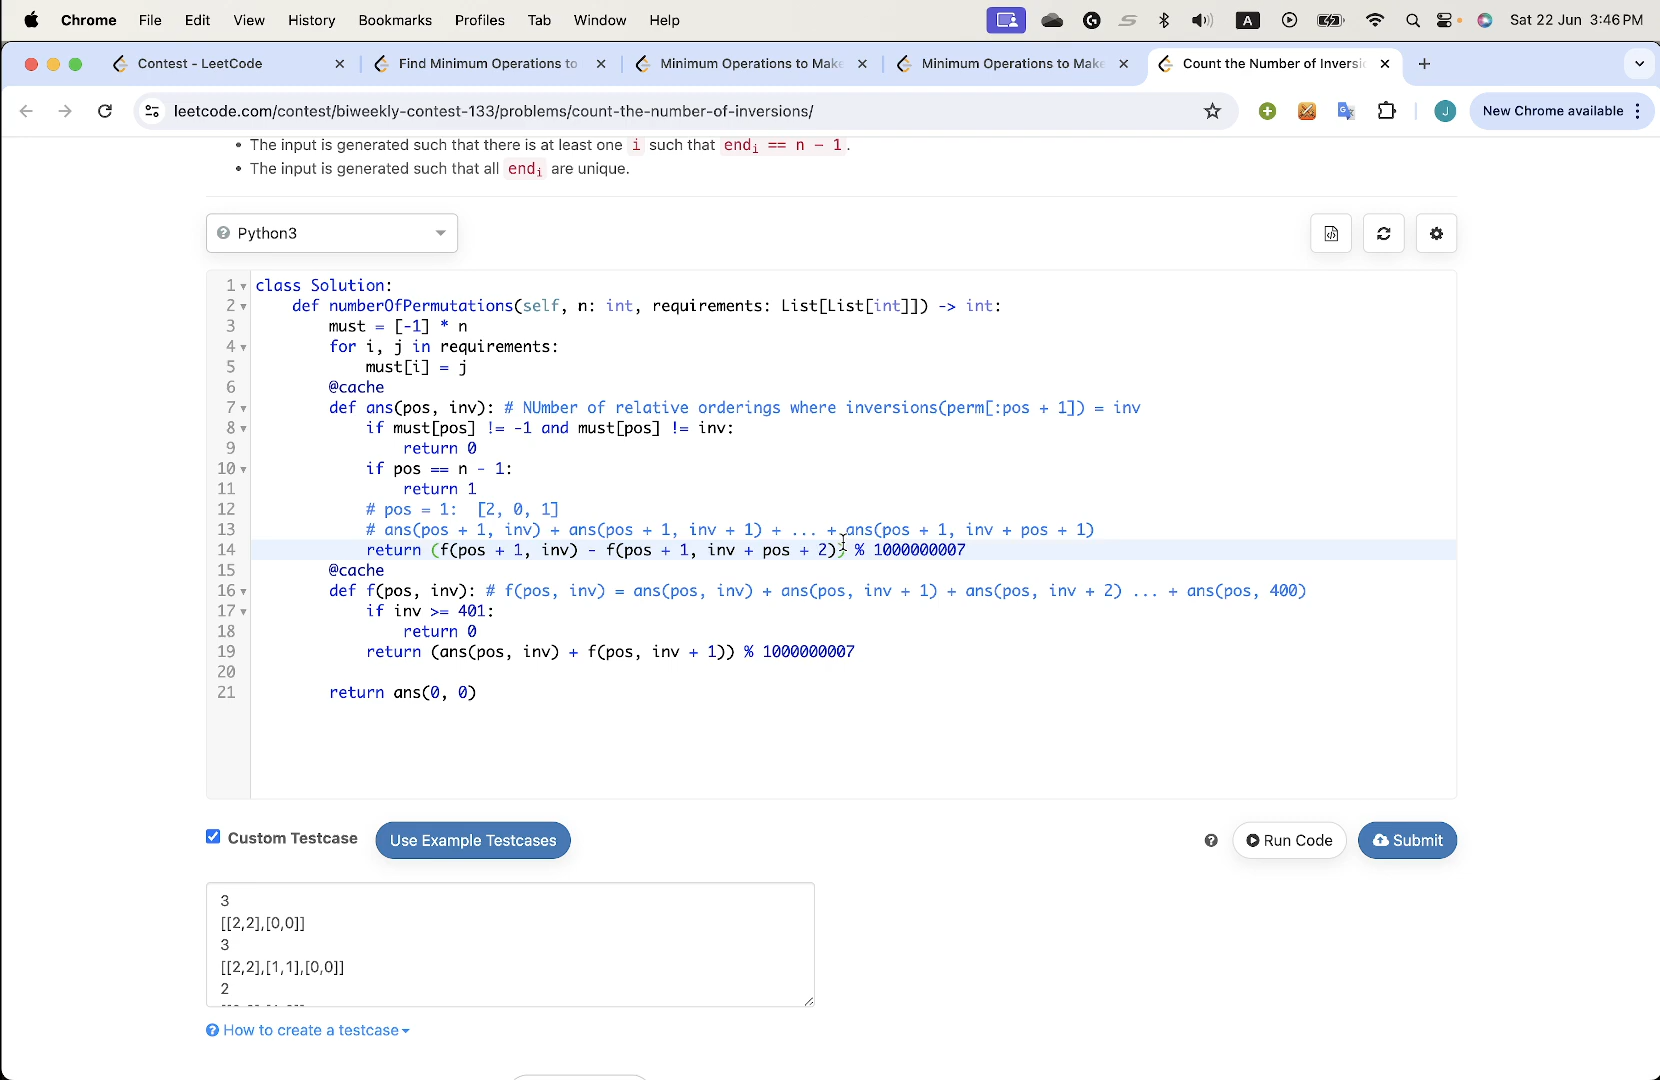 Chrome File Edit View History Bookmarks Profiles Tab Window Help A Sat 22 Jun 3:46 PM
Contest - LeetCode Find Minimum Operations to Minimum Operations to Make Minimum Operations to Make Count the Number of Inversi
leetcode.com/contest/biweekly-contest-133/problems/count-the-number-of-inversions/ J New Chrome available
• The input is generated such that there is at least one i such that endᵢ == n - 1.
• The input is generated such that all endᵢ are unique.
Python3
1 class Solution:
2     def numberOfPermutations(self, n: int, requirements: List[List[int]]) -> int:
3         must = [-1] * n
4         for i, j in requirements:
5             must[i] = j
6         @cache
7         def ans(pos, inv): # NUmber of relative orderings where inversions(perm[:pos + 1]) = inv
8             if must[pos] != -1 and must[pos] != inv:
9                 return 0
10             if pos == n - 1:
11                 return 1
12             # pos = 1:  [2, 0, 1]
13             # ans(pos + 1, inv) + ans(pos + 1, inv + 1) + ... + ans(pos + 1, inv + pos + 1)
14             return (f(pos + 1, inv) - f(pos + 1, inv + pos + 2)) % 1000000007
15         @cache
16         def f(pos, inv): # f(pos, inv) = ans(pos, inv) + ans(pos, inv + 1) + ans(pos, inv + 2) ... + ans(pos, 400)
17             if inv >= 401:
18                 return 0
19             return (ans(pos, inv) + f(pos, inv + 1)) % 1000000007
20
21         return ans(0, 0)
Custom Testcase Use Example Testcases Run Code Submit
3
[[2,2],[0,0]]
3
[[2,2],[1,1],[0,0]]
2
How to create a testcase